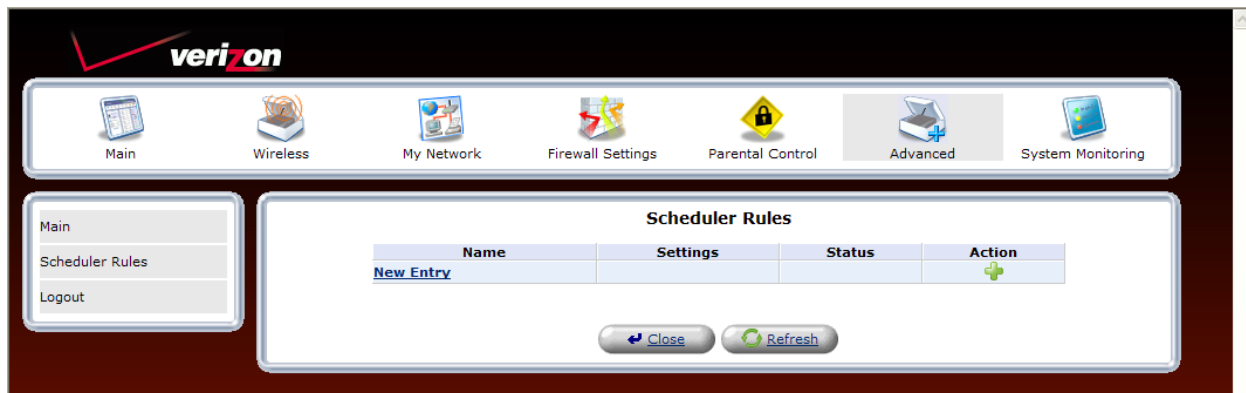 verizon
Main Wireless My Network Firewall Settings Parental Control Advanced System Monitoring
Main
Scheduler Rules
Logout
Scheduler Rules
Name Settings Status Action
New Entry
Close Refresh